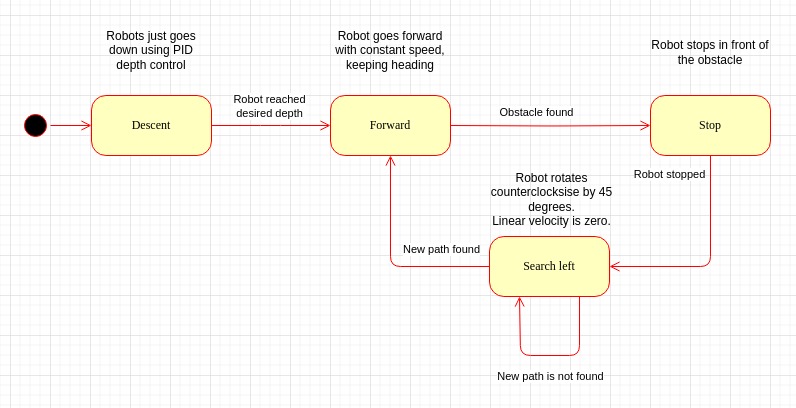 Robots just goes
down using PID
depth control
Robot goes forward
with constant speed,
keeping heading
Robot stops in front of
the obstacle
Robot reached
desired depth
Obstacle found
Descent
Forward
Stop
Robot rotates
counterclocksise by 45
degrees.
Linear velocity is zero.
Robot stopped
New path found
Search left
New path is not found